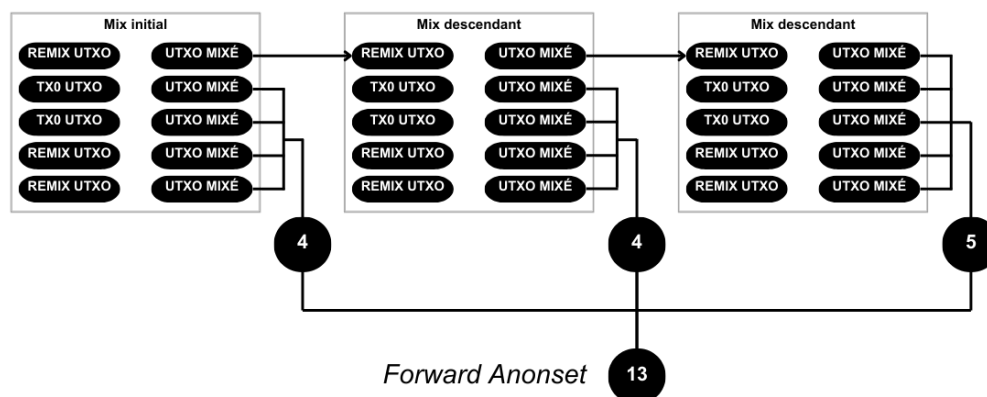 Mix initial
Mix descendant
Mix descendant
REMIX UTXO UTXO MIXÉ REMIX UTXO UTXO MIXÉ REMIX UTXO UTXO MIXÉ
TX0 UTXO UTXO MIXÉ TX0 UTXO UTXO MIXÉ TX0 UTXO UTXO MIXÉ
TX0 UTXO UTXO MIXÉ TX0 UTXO UTXO MIXÉ TX0 UTXO UTXO MIXÉ
REMIX UTXO UTXO MIXÉ REMIX UTXO UTXO MIXÉ REMIX UTXO UTXO MIXÉ
REMIX UTXO UTXO MIXÉ REMIX UTXO UTXO MIXÉ REMIX UTXO UTXO MIXÉ
4 4 5
Forward Anonset 13